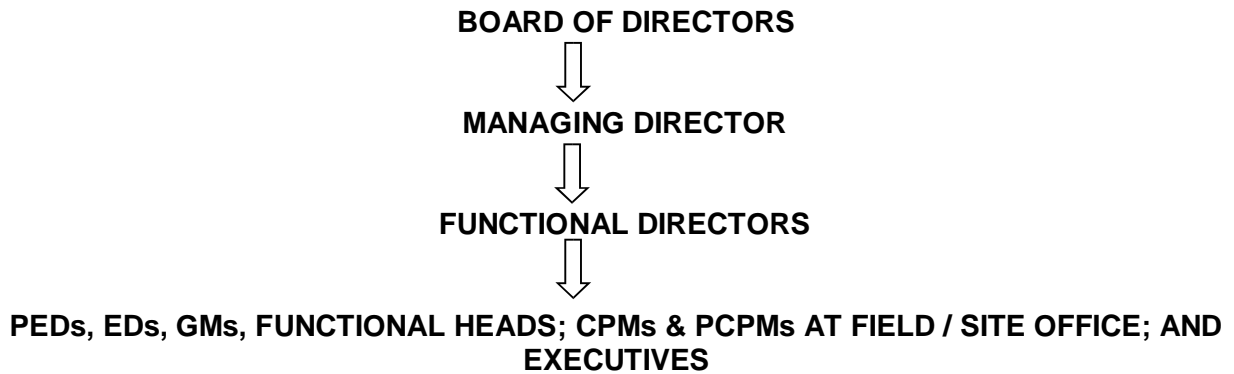 BOARD OF DIRECTORS
MANAGING DIRECTOR
FUNCTIONAL DIRECTORS
PEDs, EDs, GMs, FUNCTIONAL HEADS; CPMs & PCPMs AT FIELD / SITE OFFICE; AND
EXECUTIVES